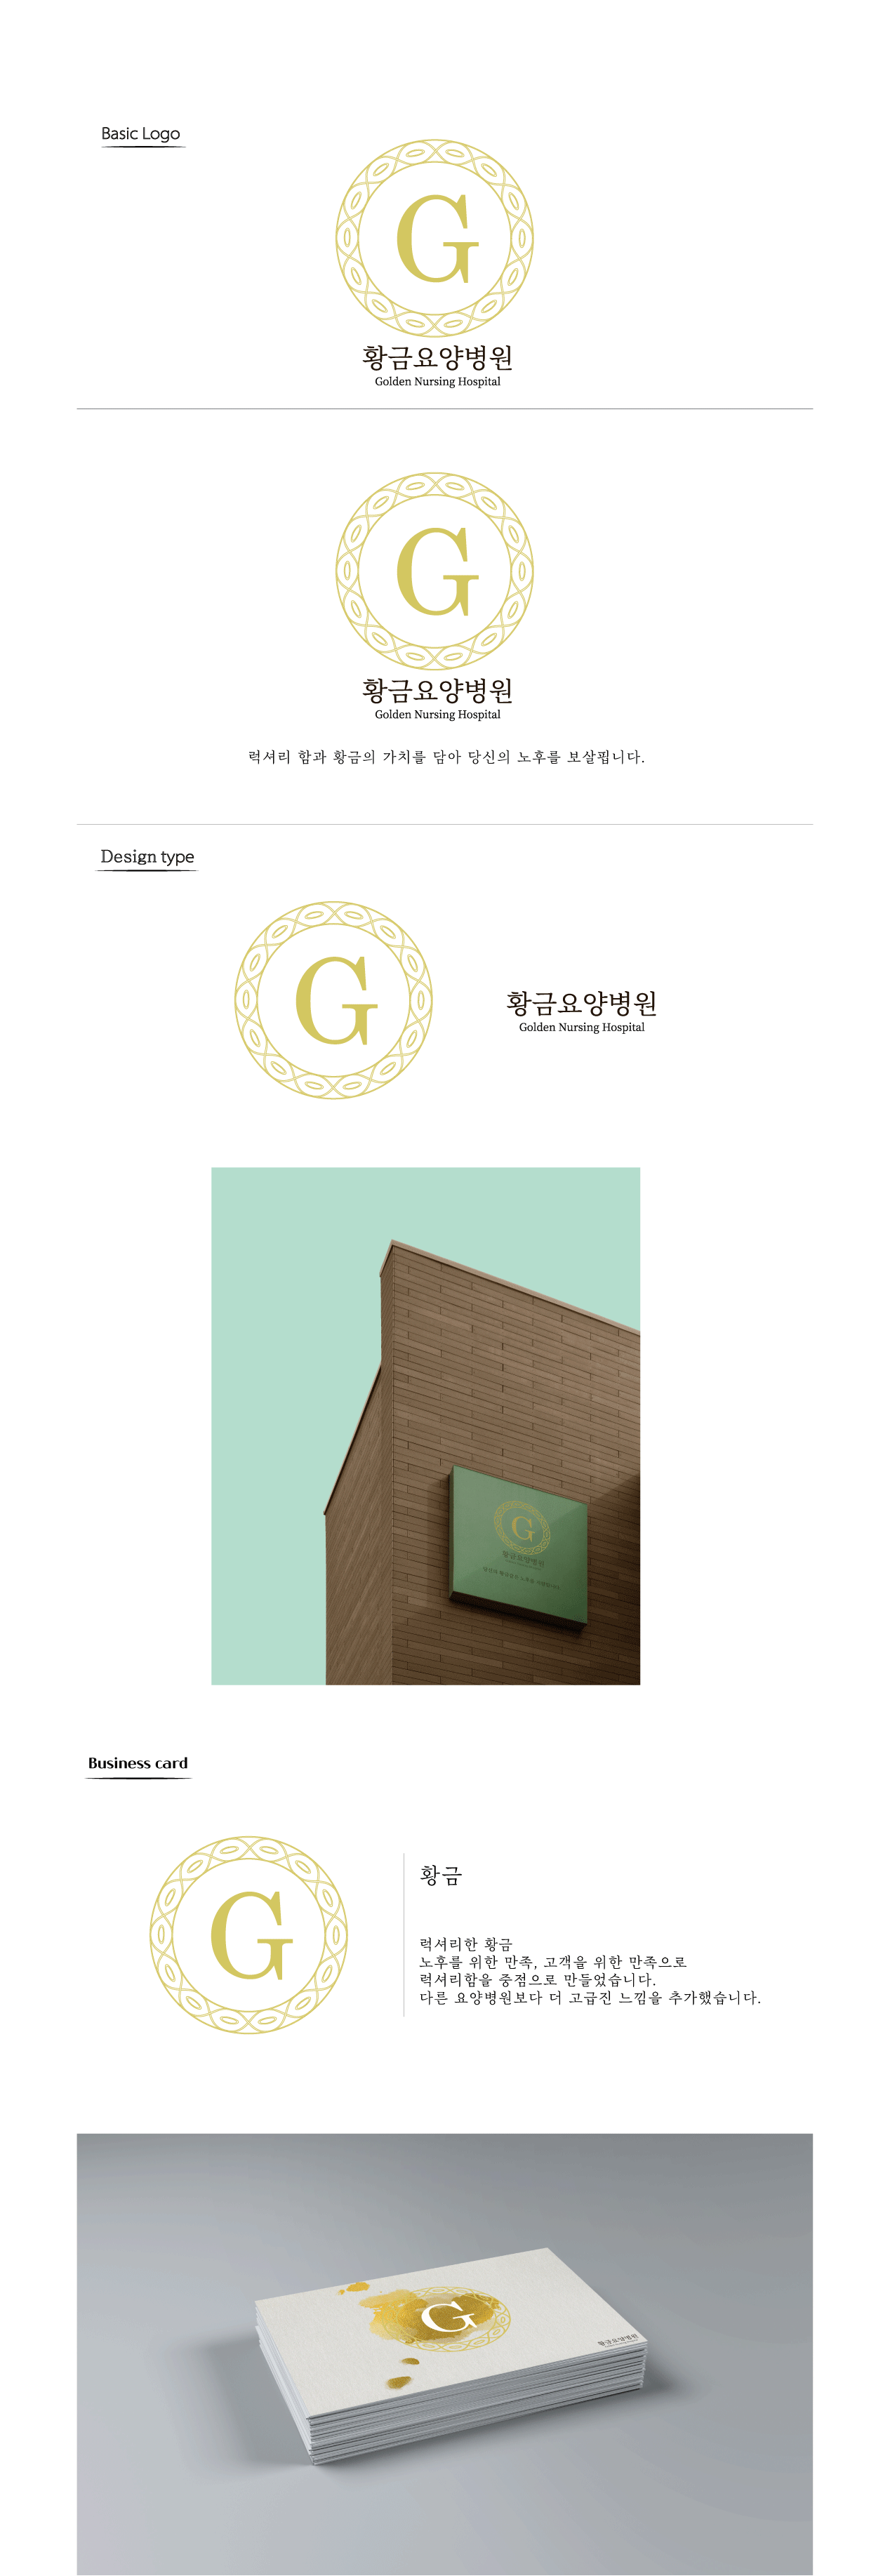 Basic Logo
G
황금요양병원
Golden Nursing Hospital
G
황금요양병원
Golden Nursing Hospital
럭셔리 함과 황금의 가치를 담아 당신의 노후를 보살핍니다.
Design type
G
황금요양병원
Golden Nursing Hospital
G
황금요양병원
Business card
G
황금
럭셔리한 황금
노후를 위한 만족, 고객을 위한 만족으로
럭셔리함을 중점으로 만들었습니다.
다른 요양병원보다 더 고급진 느낌을 추가했습니다.
G
황금요양병원